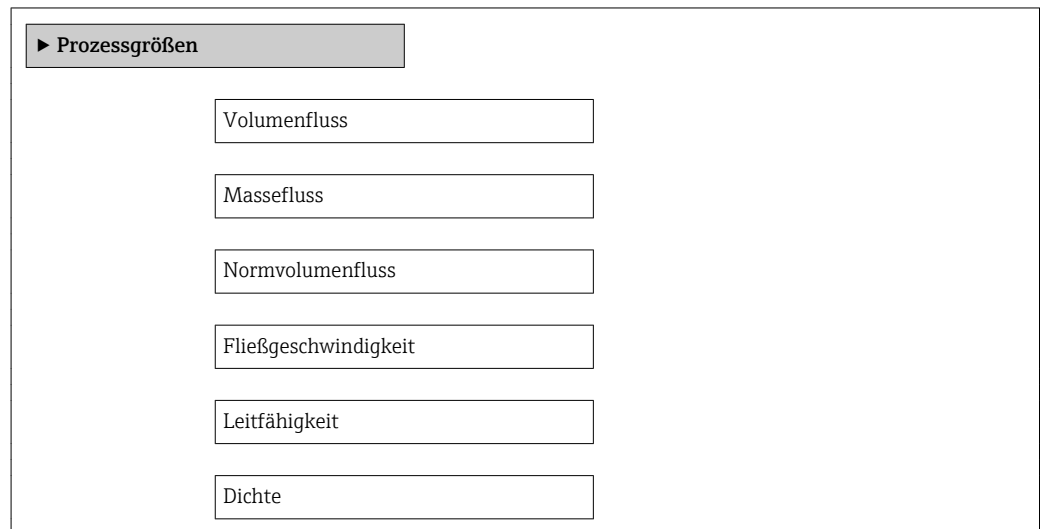 ▶ Prozessgrößen
Volumenfluss
Massefluss
Normvolumenfluss
Fließgeschwindigkeit
Leitfähigkeit
Dichte